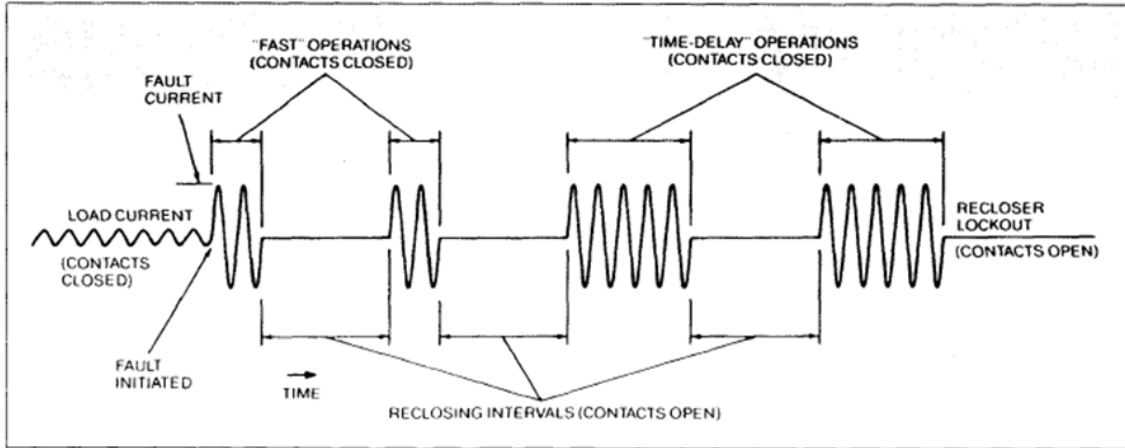 "FAST" OPERATIONS
(CONTACTS CLOSED)
"TIME-DELAY" OPERATIONS
(CONTACTS CLOSED)
FAULT
CURRENT
LOAD CURRENT
(CONTACTS
CLOSED)
RECLOSER
LOCKOUT
(CONTACTS OPEN)
FAULT
INITIATED
TIME
RECLOSING INTERVALS (CONTACTS OPEN)